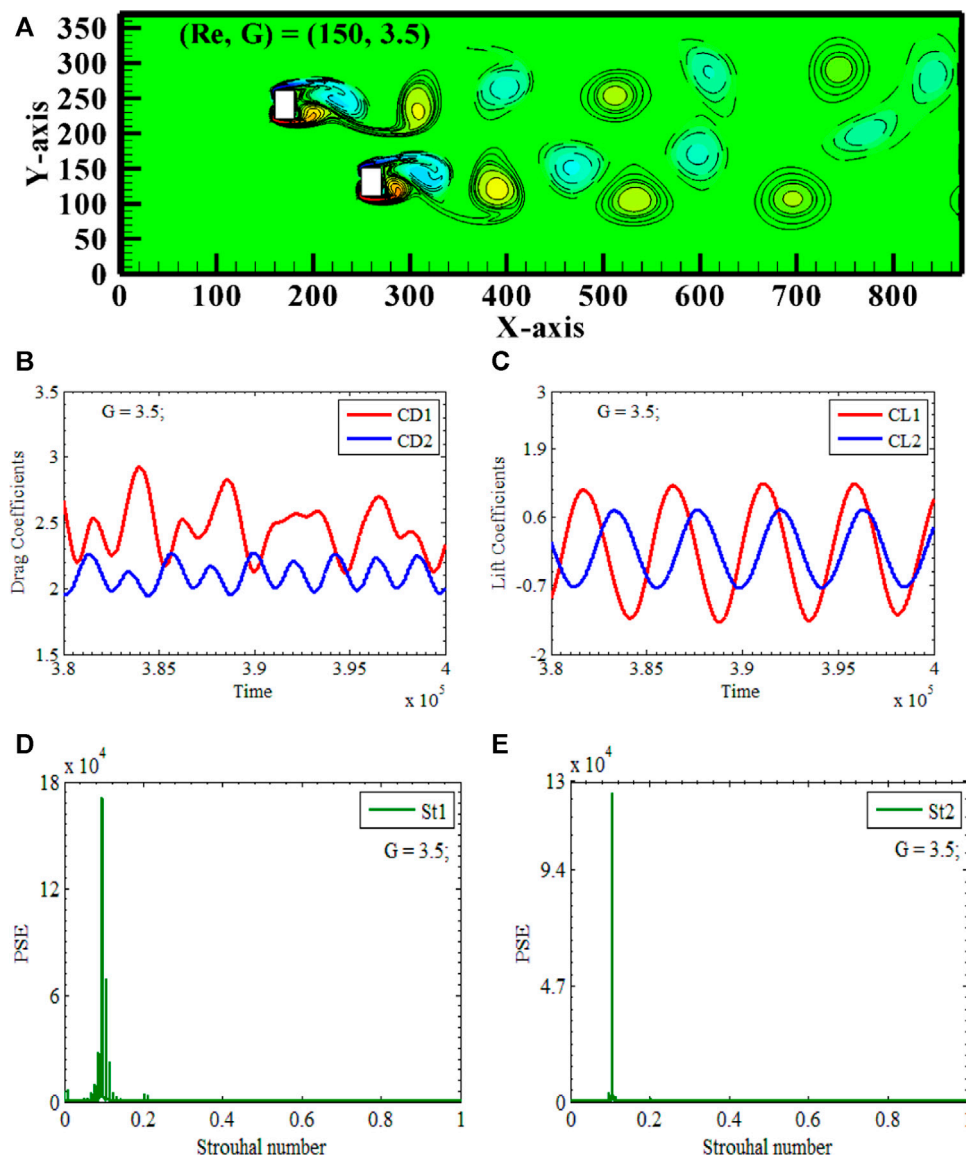 A
(Re, G) = (150, 3.5)
350
300
250
200
150
100
50
0
Y-axis
0 100 200 300 400 500 600 700 800
X-axis
B
3.5
3
2.5
2
1.5
Drag Coefficients
G = 3.5;
CD1
CD2
3.8 3.85 3.9 3.95 4
Time
x 10^5
C
3
1.9
0.6
-0.7
-2
Lift Coefficients
G = 3.5;
CL1
CL2
3.8 3.85 3.9 3.95 4
Time
x 10^5
D
x 10^4
18
12
6
0
PSE
St1
G = 3.5;
0 0.2 0.4 0.6 0.8 1
Strouhal number
E
x 10^4
13
9.4
4.7
0
PSE
St2
G = 3.5;
0 0.2 0.4 0.6 0.8 1
Strouhal number